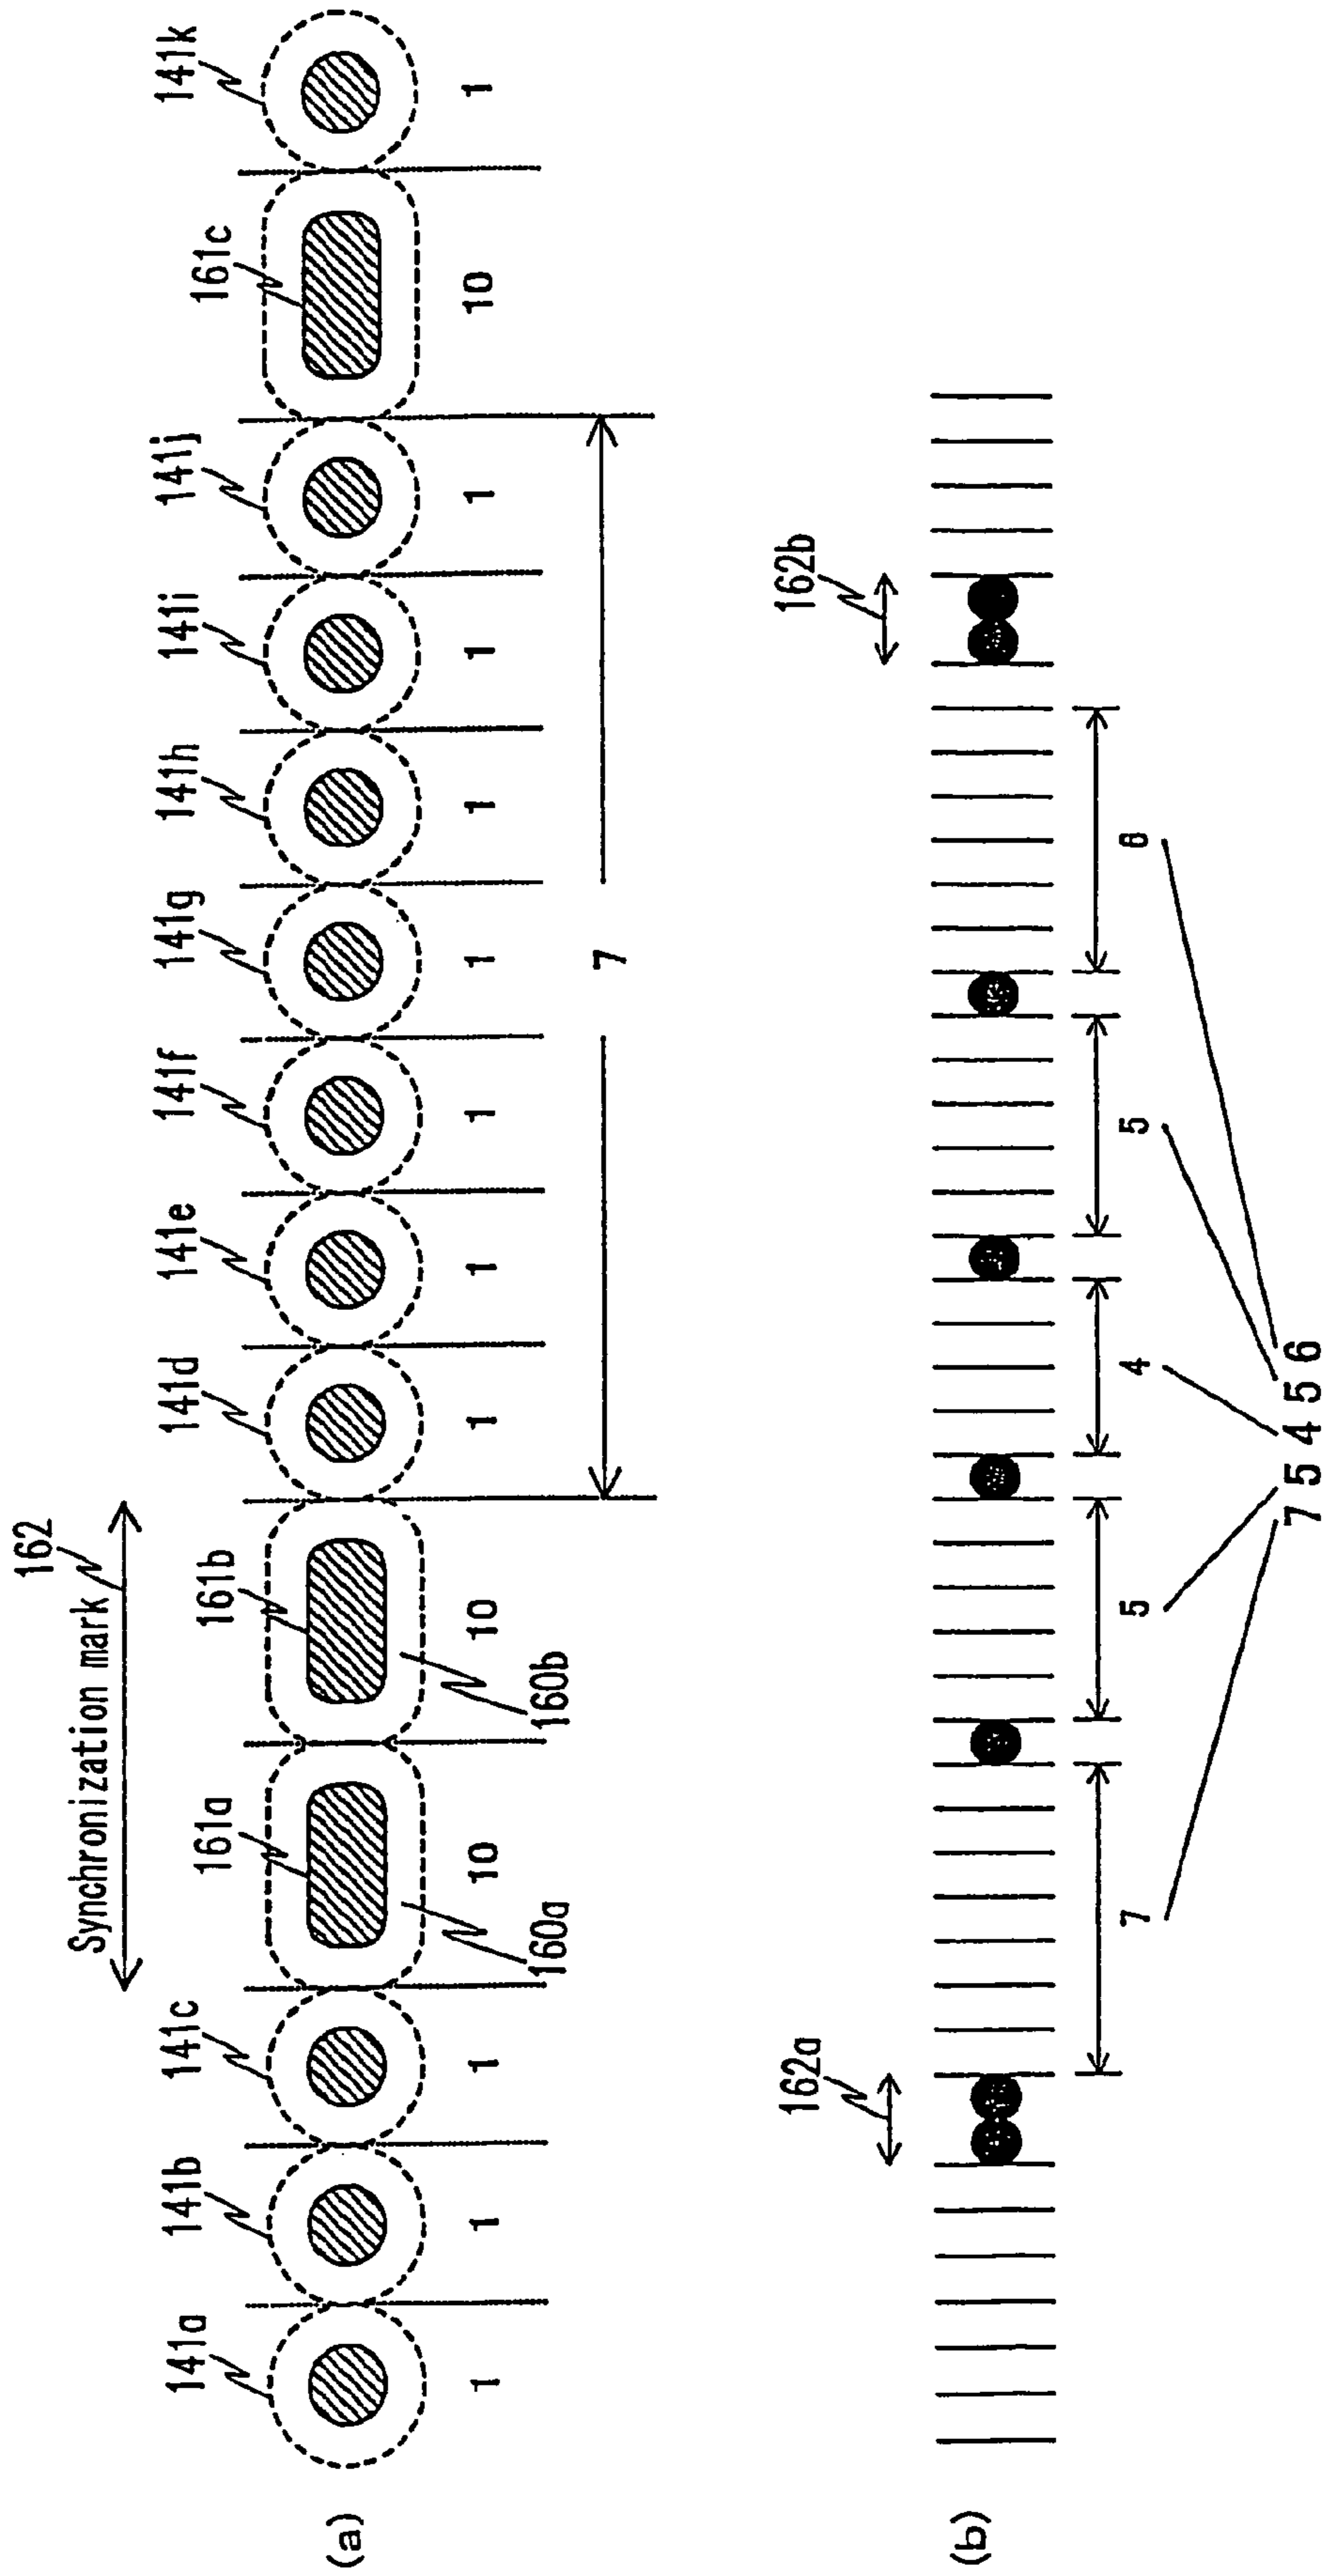 (a)
Synchronization mark 162
141a 141b 141c 161a 161b 141d 141e 141f 141g 141h 141i 141j 161c 141k
160a 160b
1 1 1 10 10 1 1 1 1 1 1 1 10 1
7
(b)
162a 162b
7 5 4 5 6
7 5 4 5 6